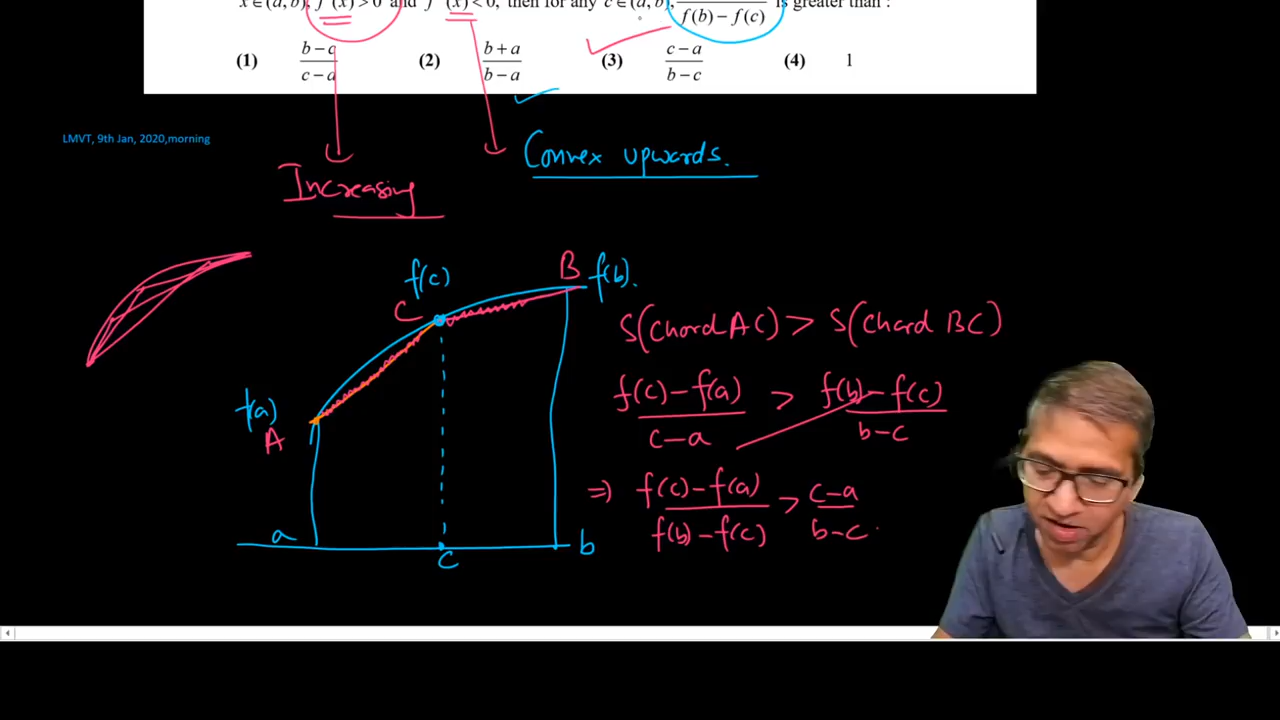 x ∈ (a, b), f'(x) > 0 and f''(x) < 0, then for any c ∈ (a, b), f(b) – f(c) is greater than :
(1) b – c / c – a (2) b + a / b – a (3) c – a / b – c (4) 1
LMVT, 9th Jan, 2020,morning
Convex upwards.
Increasing
f(c)
B f(b).
C
S(Chord AC) > S(Chord BC)
f(a)
A
f(c) – f(a) / c – a > f(b) – f(c) / b – c
⇒ f(c) – f(a) / f(b) – f(c) > c – a / b – c.
a
C
b